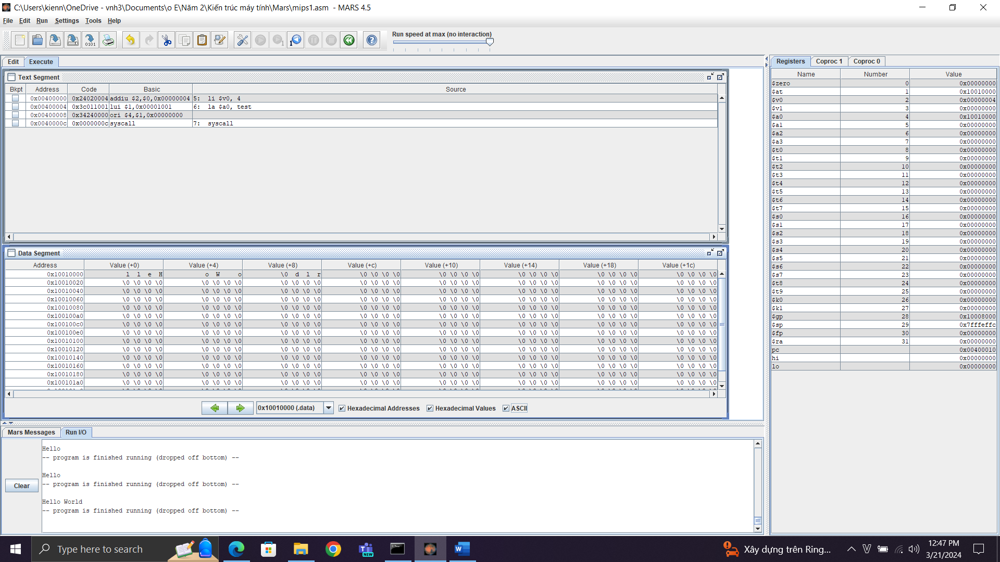 C:\Users\kienn\OneDrive - vnh3\Documents\o E\Năm 2\Kiến trúc máy tính\Mars\mips1.asm - MARS 4.5
File Edit Run Settings Tools Help
Run speed at max (no interaction)
Edit Execute
Text Segment
Bkpt Address Code Basic Source
0x00400000 0x24020004 addiu $2,$0,0x00000004 5: li $v0, 4
0x00400004 0x3c011001 lui $1,0x00001001 6: la $a0, test
0x00400008 0x34240000 ori $4,$1,0x00000000
0x0040000c 0x0000000c syscall 7: syscall
Data Segment
Address Value (+0) Value (+4) Value (+8) Value (+c) Value (+10) Value (+14) Value (+18) Value (+1c)
0x10010000 l l e H o W o \0 d l r \0 \0 \0 \0 \0 \0 \0 \0 \0 \0 \0 \0 \0 \0 \0 \0 \0 \0 \0 \0
0x10010020 \0 \0 \0 \0 \0 \0 \0 \0 \0 \0 \0 \0 \0 \0 \0 \0 \0 \0 \0 \0 \0 \0 \0 \0 \0 \0 \0 \0 \0 \0 \0 \0
0x10010040 \0 \0 \0 \0 \0 \0 \0 \0 \0 \0 \0 \0 \0 \0 \0 \0 \0 \0 \0 \0 \0 \0 \0 \0 \0 \0 \0 \0 \0 \0 \0 \0
0x10010060 \0 \0 \0 \0 \0 \0 \0 \0 \0 \0 \0 \0 \0 \0 \0 \0 \0 \0 \0 \0 \0 \0 \0 \0 \0 \0 \0 \0 \0 \0 \0 \0
0x10010080 \0 \0 \0 \0 \0 \0 \0 \0 \0 \0 \0 \0 \0 \0 \0 \0 \0 \0 \0 \0 \0 \0 \0 \0 \0 \0 \0 \0 \0 \0 \0 \0
0x100100a0 \0 \0 \0 \0 \0 \0 \0 \0 \0 \0 \0 \0 \0 \0 \0 \0 \0 \0 \0 \0 \0 \0 \0 \0 \0 \0 \0 \0 \0 \0 \0 \0
0x100100c0 \0 \0 \0 \0 \0 \0 \0 \0 \0 \0 \0 \0 \0 \0 \0 \0 \0 \0 \0 \0 \0 \0 \0 \0 \0 \0 \0 \0 \0 \0 \0 \0
0x100100e0 \0 \0 \0 \0 \0 \0 \0 \0 \0 \0 \0 \0 \0 \0 \0 \0 \0 \0 \0 \0 \0 \0 \0 \0 \0 \0 \0 \0 \0 \0 \0 \0
0x10010100 \0 \0 \0 \0 \0 \0 \0 \0 \0 \0 \0 \0 \0 \0 \0 \0 \0 \0 \0 \0 \0 \0 \0 \0 \0 \0 \0 \0 \0 \0 \0 \0
0x10010120 \0 \0 \0 \0 \0 \0 \0 \0 \0 \0 \0 \0 \0 \0 \0 \0 \0 \0 \0 \0 \0 \0 \0 \0 \0 \0 \0 \0 \0 \0 \0 \0
0x10010140 \0 \0 \0 \0 \0 \0 \0 \0 \0 \0 \0 \0 \0 \0 \0 \0 \0 \0 \0 \0 \0 \0 \0 \0 \0 \0 \0 \0 \0 \0 \0 \0
0x10010160 \0 \0 \0 \0 \0 \0 \0 \0 \0 \0 \0 \0 \0 \0 \0 \0 \0 \0 \0 \0 \0 \0 \0 \0 \0 \0 \0 \0 \0 \0 \0 \0
0x10010180 \0 \0 \0 \0 \0 \0 \0 \0 \0 \0 \0 \0 \0 \0 \0 \0 \0 \0 \0 \0 \0 \0 \0 \0 \0 \0 \0 \0 \0 \0 \0 \0
0x100101a0 \0 \0 \0 \0 \0 \0 \0 \0 \0 \0 \0 \0 \0 \0 \0 \0 \0 \0 \0 \0 \0 \0 \0 \0 \0 \0 \0 \0 \0 \0 \0 \0
0x10010000 (.data) Hexadecimal Addresses Hexadecimal Values ASCII
Mars Messages Run I/O
Clear
Hello
-- program is finished running (dropped off bottom) --
Hello
-- program is finished running (dropped off bottom) --
Hello World
-- program is finished running (dropped off bottom) --
Registers Coproc 1 Coproc 0
Name Number Value
$zero 0 0x00000000
$at 1 0x10010000
$v0 2 0x00000004
$v1 3 0x00000000
$a0 4 0x10010000
$a1 5 0x00000000
$a2 6 0x00000000
$a3 7 0x00000000
$t0 8 0x00000000
$t1 9 0x00000000
$t2 10 0x00000000
$t3 11 0x00000000
$t4 12 0x00000000
$t5 13 0x00000000
$t6 14 0x00000000
$t7 15 0x00000000
$s0 16 0x00000000
$s1 17 0x00000000
$s2 18 0x00000000
$s3 19 0x00000000
$s4 20 0x00000000
$s5 21 0x00000000
$s6 22 0x00000000
$s7 23 0x00000000
$t8 24 0x00000000
$t9 25 0x00000000
$k0 26 0x00000000
$k1 27 0x00000000
$gp 28 0x10008000
$sp 29 0x7fffeffc
$fp 30 0x00000000
$ra 31 0x00000000
pc 0x00400010
hi 0x00000000
lo 0x00000000
Type here to search
Xây dựng trên Ring...
12:47 PM
3/21/2024